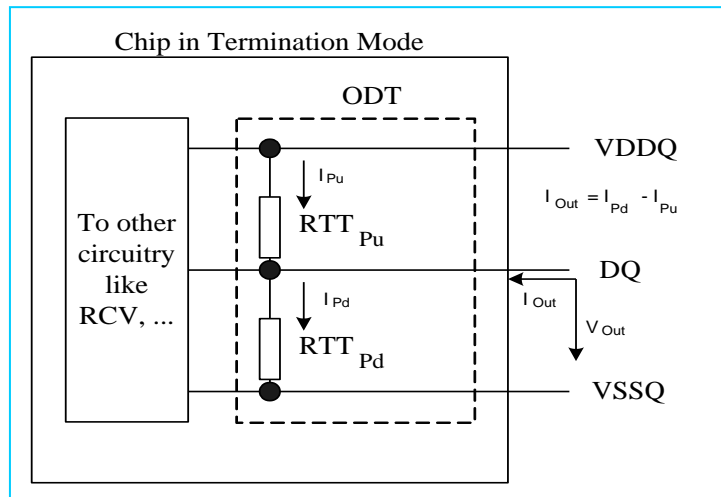 Chip in Termination Mode
ODT
VDDQ
I Pu
I Out = I Pd - I Pu
To other
circuitry
like
RCV, ...
RTT Pu
DQ
I Out
I Pd
V Out
RTT Pd
VSSQ